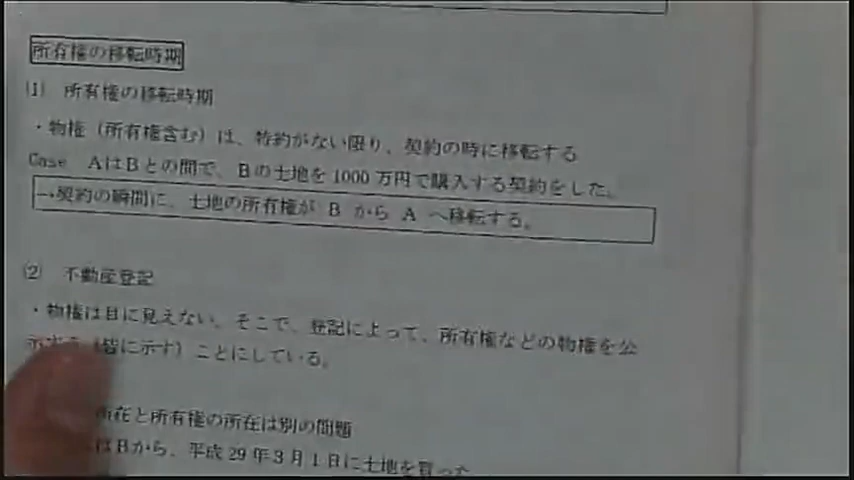 所有権の移転時期
(1) 所有権の移転時期
・物権（所有権含む）は、特約がない限り、契約の時に移転する
Case AはBとの間で、Bの土地を1000万円で購入する契約をした。
→契約の瞬間に、土地の所有権が B から A へ移転する。
(2) 不動産登記
・物権は目に見えない。そこで、登記によって、所有権などの物権を公
示する（皆に示す）ことにしている。
所在と所有権の所在は別の問題
はBから、平成29年3月1日に土地を買った